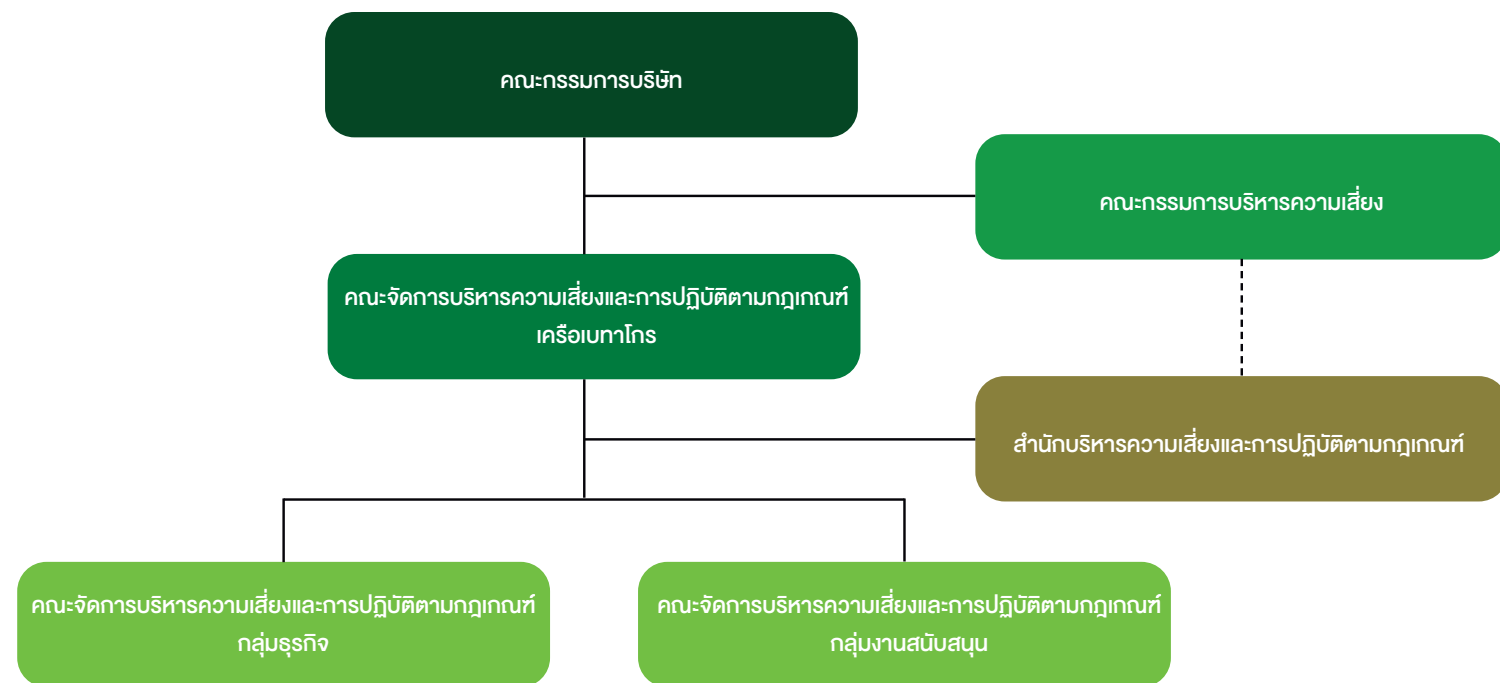 คณะกรรมการบริษัท
คณะกรรมการบริหารความเสี่ยง
คณะจัดการบริหารความเสี่ยงและการปฏิบัติตามกฎเกณฑ์
เครือเบทาโกร
สำนักบริหารความเสี่ยงและการปฏิบัติตามกฎเกณฑ์
คณะจัดการบริหารความเสี่ยงและการปฏิบัติตามกฎเกณฑ์
กลุ่มธุรกิจ
คณะจัดการบริหารความเสี่ยงและการปฏิบัติตามกฎเกณฑ์
กลุ่มงานสนับสนุน